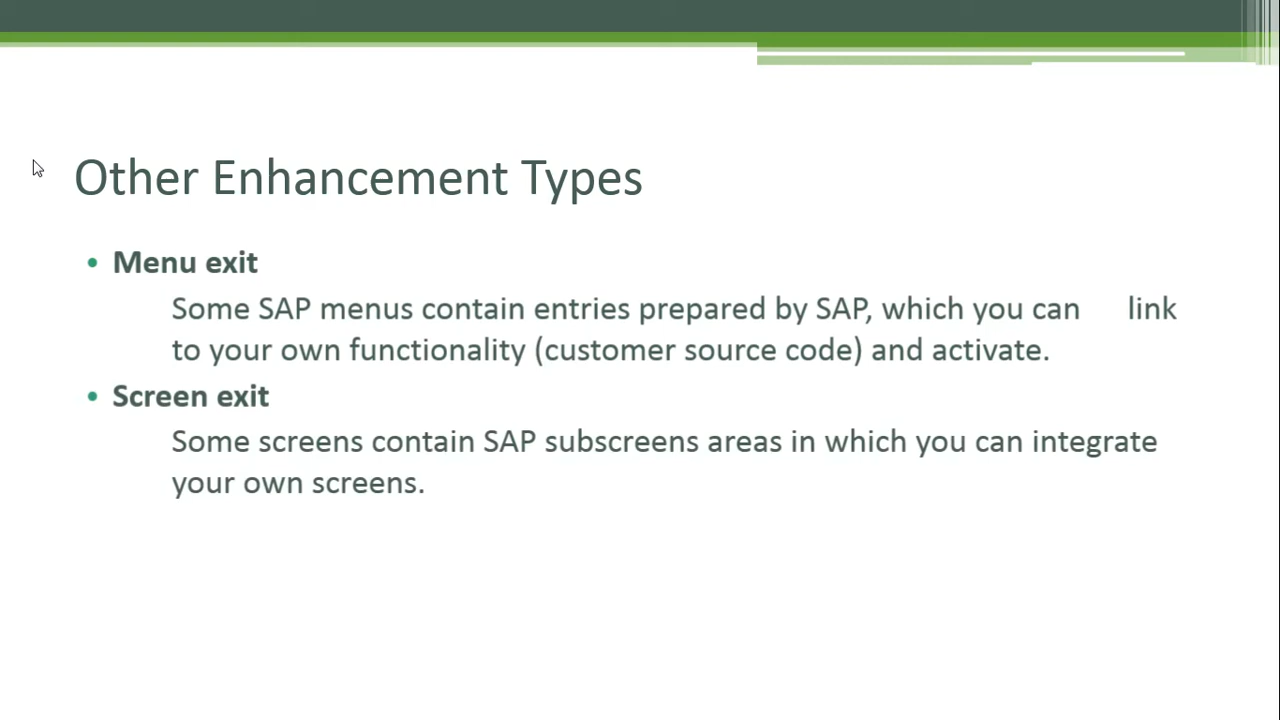 Other Enhancement Types
• Menu exit
Some SAP menus contain entries prepared by SAP, which you can link
to your own functionality (customer source code) and activate.
• Screen exit
Some screens contain SAP subscreens areas in which you can integrate
your own screens.